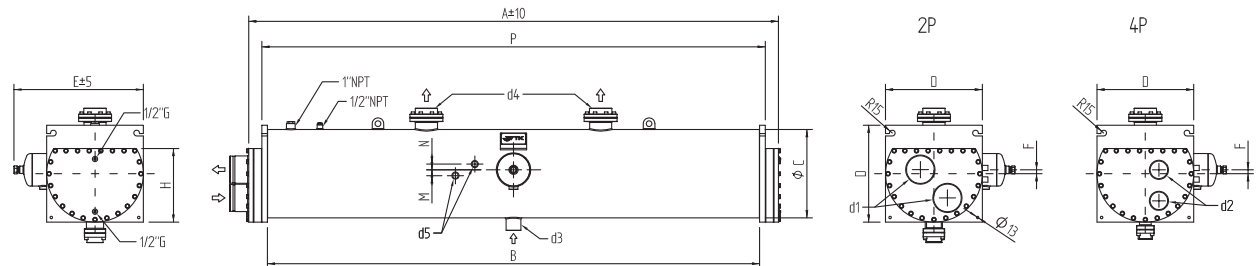 A±10
P
2P
4P
E±5
1/2"G
1"NPT
1/2"NPT
d4
D
D
R15
R15
N
H
M
Ø C
D
F
F
d1
d2
d5
d3
Ø 13
1/2"G
B